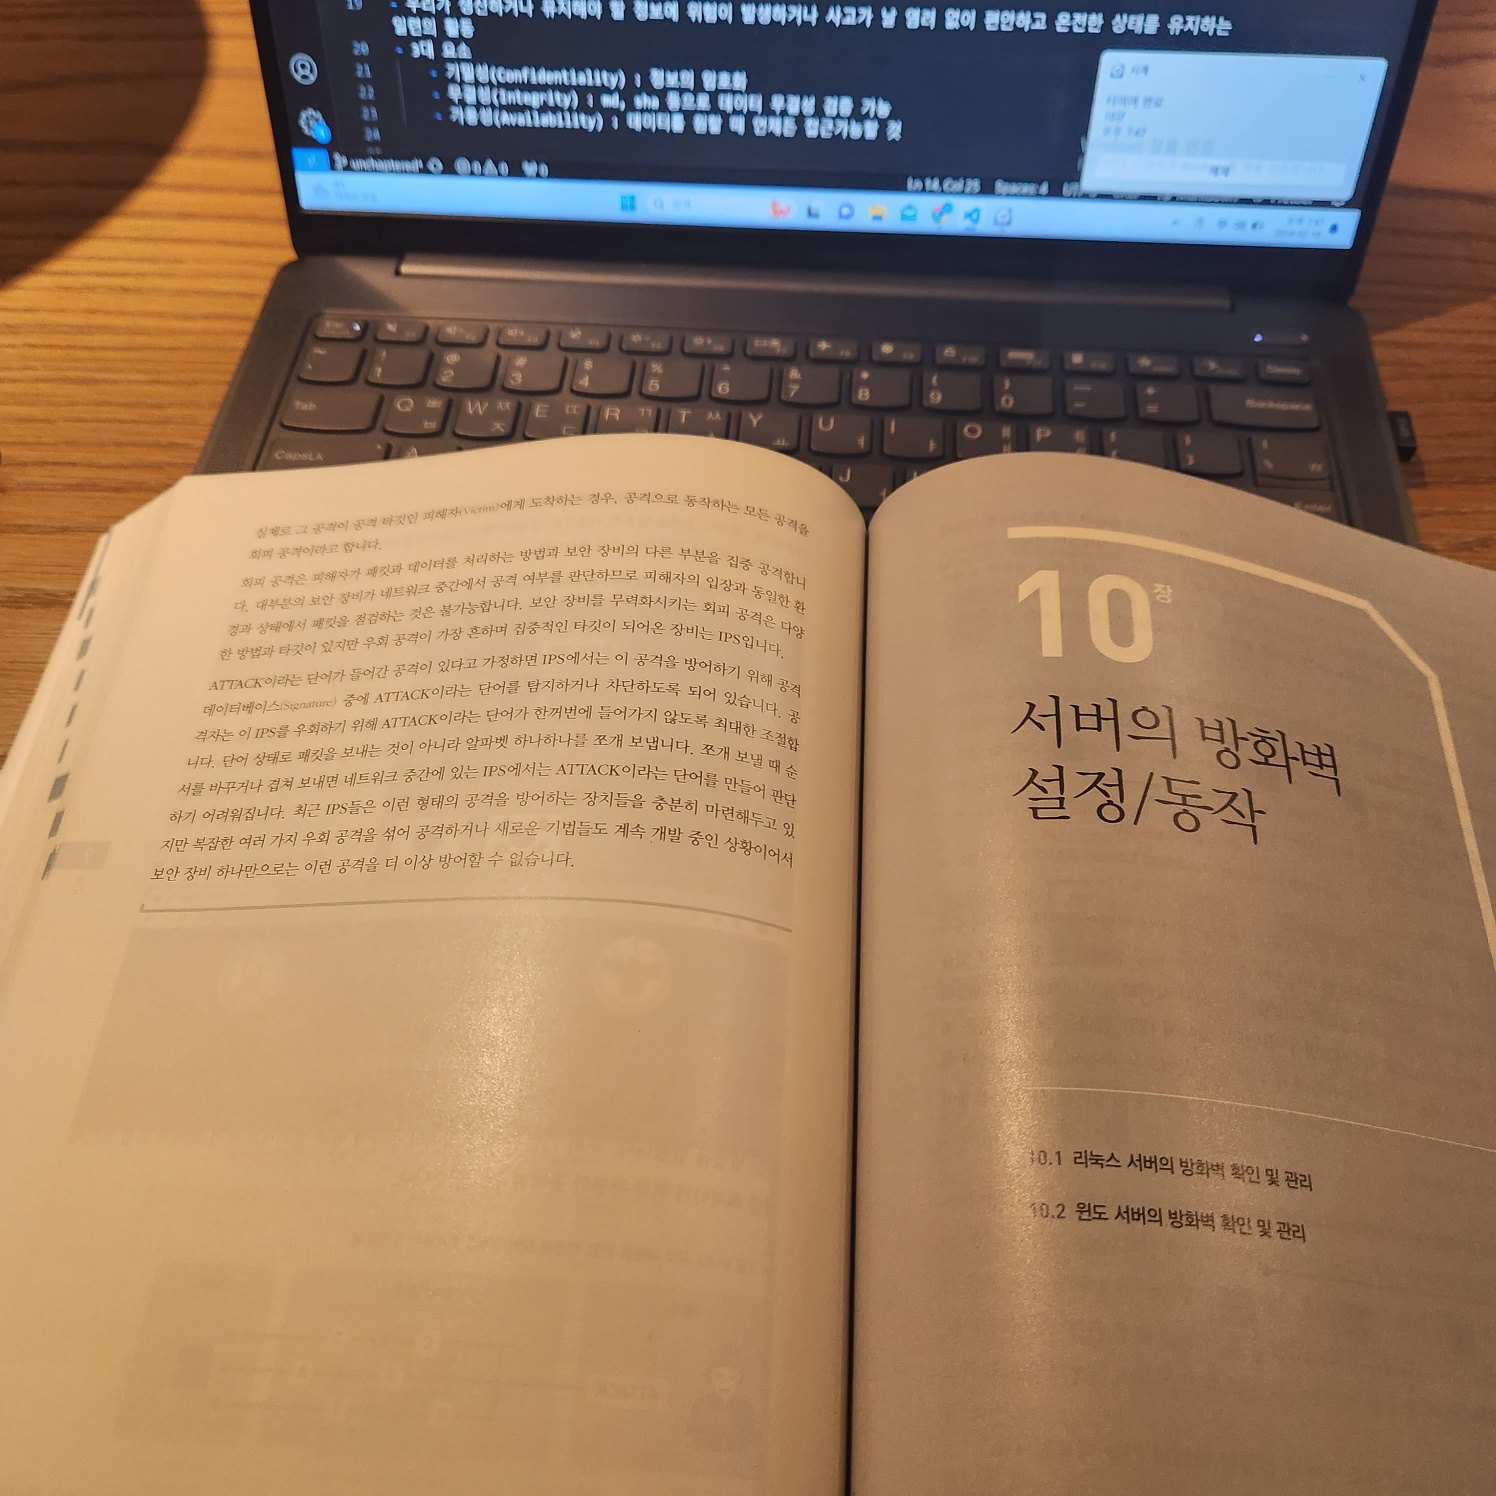 19 - 우리가 생산하거나 유지해야 할 정보에 위험이 발생하거나 사고가 날 염려 없이 편안하고 온전한 상태를 유지하는
일련의 활동
20 - 3대 요소
21 - 기밀성(Confidentiality) : 정보의 암호화
22 - 무결성(Integrity) : md, sha 등으로 데이터 무결성 검증 가능
23 - 가용성(Availability) : 데이터를 원할 때 언제든 접근가능할 것
24
시계
타이머 완료
unchaptered* 0 0 0
Ln 14, Col 25 Spaces: 4
Tab Q ㅃ ㅂ W ㅉ ㅈ E ㄸ ㄷ R ㄲ T ㅆ Y ㅛ U ㅕ I ㅑ O P Backspace
CapsLk J Enter
실제로 그 공격이 공격 타깃인 피해자(Victim)에게 도착하는 경우, 공격으로 동작하는 모든 공격을
회피 공격이라고 합니다.
회피 공격은 피해자가 패킷과 데이터를 처리하는 방법과 보안 장비의 다른 부분을 집중 공격합니
다. 대부분의 보안 장비가 네트워크 중간에서 공격 여부를 판단하므로 피해자의 입장과 동일한 환
경과 상태에서 패킷을 점검하는 것은 불가능합니다. 보안 장비를 무력화시키는 회피 공격은 다양
한 방법과 타깃이 있지만 우회 공격이 가장 흔하며 집중적인 타깃이 되어온 장비는 IPS입니다.
ATTACK이라는 단어가 들어간 공격이 있다고 가정하면 IPS에서는 이 공격을 방어하기 위해 공격
데이터베이스(Signature) 중에 ATTACK이라는 단어를 탐지하거나 차단하도록 되어 있습니다. 공
격자는 이 IPS를 우회하기 위해 ATTACK이라는 단어가 한꺼번에 들어가지 않도록 최대한 조절합
니다. 단어 상태로 패킷을 보내는 것이 아니라 알파벳 하나하나를 쪼개 보냅니다. 쪼개 보낼 때 순
서를 바꾸거나 겹쳐 보내면 네트워크 중간에 있는 IPS에서는 ATTACK이라는 단어를 만들어 판단
하기 어려워집니다. 최근 IPS들은 이런 형태의 공격을 방어하는 장치들을 충분히 마련해두고 있
지만 복잡한 여러 가지 우회 공격을 섞어 공격하거나 새로운 기법들도 계속 개발 중인 상황이어서
보안 장비 하나만으로는 이런 공격을 더 이상 방어할 수 없습니다.
10장
서버의 방화벽
설정/동작
10.1 리눅스 서버의 방화벽 확인 및 관리
10.2 윈도 서버의 방화벽 확인 및 관리